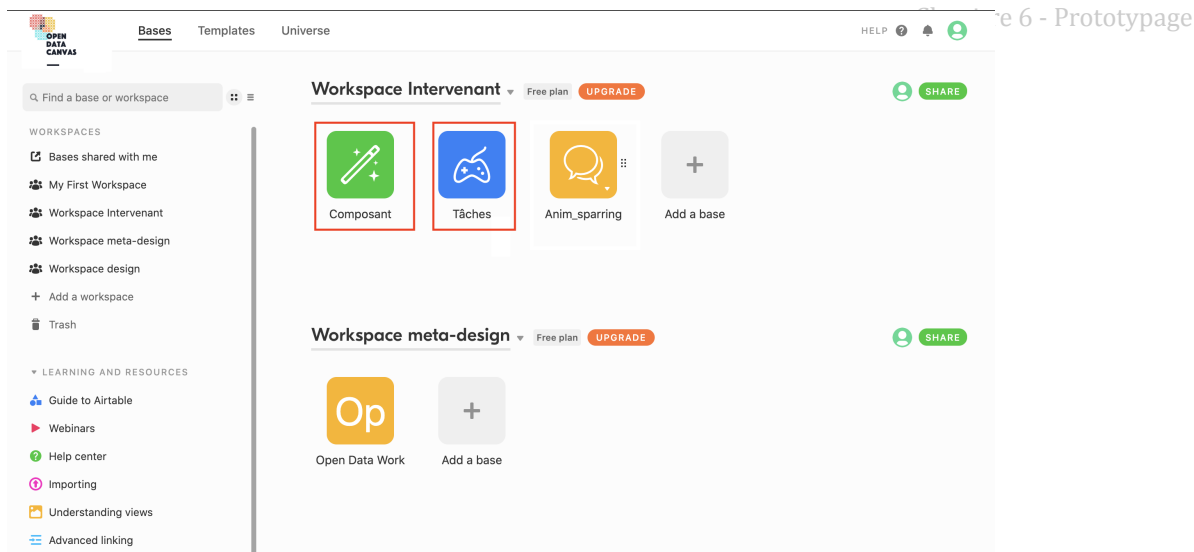 re 6 - Prototypage
OPEN
DATA
CANVAS
Bases Templates Universe
HELP
Find a base or workspace
WORKSPACES
Bases shared with me
My First Workspace
Workspace Intervenant
Workspace meta-design
Workspace design
Add a workspace
Trash
LEARNING AND RESOURCES
Guide to Airtable
Webinars
Help center
Importing
Understanding views
Advanced linking
Workspace Intervenant Free plan UPGRADE SHARE
Composant Tâches Anim_sparring Add a base
Workspace meta-design Free plan UPGRADE SHARE
Op
Open Data Work Add a base